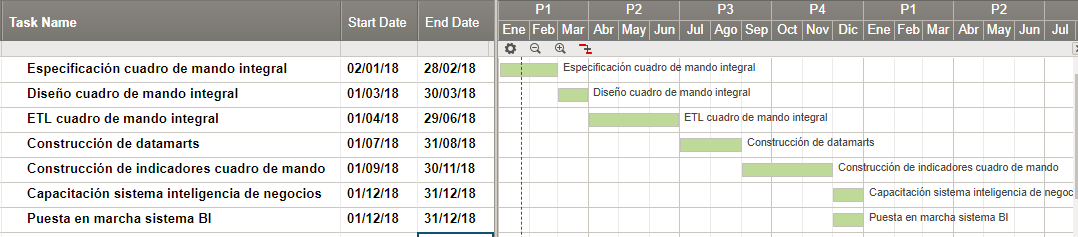 P1 P2 P3 P4 P1 P2
Task Name Start Date End Date Ene Feb Mar Abr May Jun Jul Ago Sep Oct Nov Dic Ene Feb Mar Abr May Jun Jul
Especificación cuadro de mando integral 02/01/18 28/02/18 Especificación cuadro de mando integral
Diseño cuadro de mando integral 01/03/18 30/03/18 Diseño cuadro de mando integral
ETL cuadro de mando integral 01/04/18 29/06/18 ETL cuadro de mando integral
Construcción de datamarts 01/07/18 31/08/18 Construcción de datamarts
Construcción de indicadores cuadro de mando 01/09/18 30/11/18 Construcción de indicadores cuadro de mando
Capacitación sistema inteligencia de negocios 01/12/18 31/12/18 Capacitación sistema inteligencia de negoc
Puesta en marcha sistema BI 01/12/18 31/12/18 Puesta en marcha sistema BI